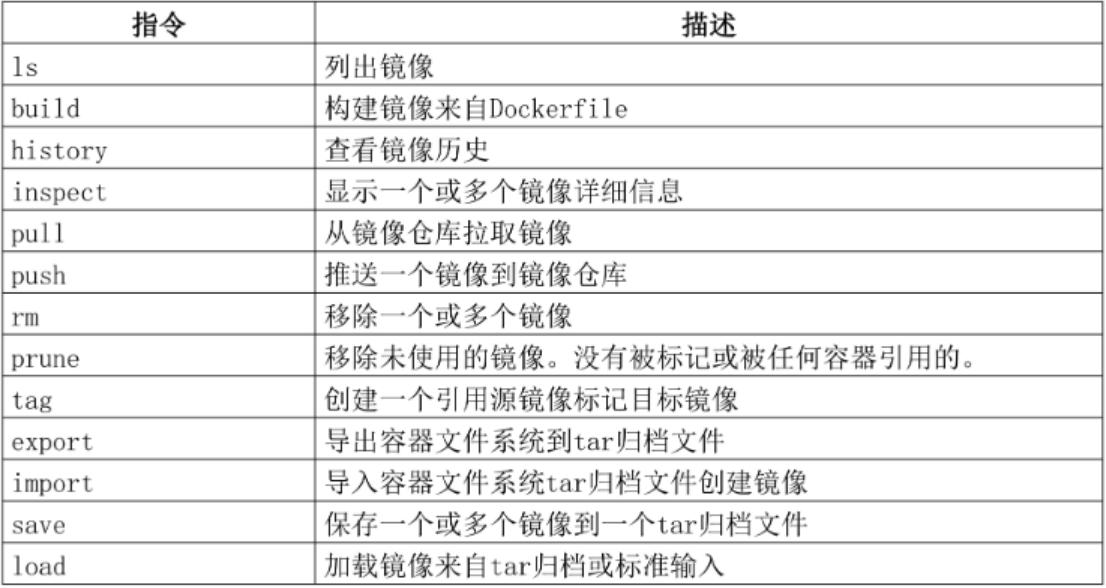 指令 描述
ls 列出镜像
build 构建镜像来自Dockerfile
history 查看镜像历史
inspect 显示一个或多个镜像详细信息
pull 从镜像仓库拉取镜像
push 推送一个镜像到镜像仓库
rm 移除一个或多个镜像
prune 移除未使用的镜像。没有被标记或被任何容器引用的。
tag 创建一个引用源镜像标记目标镜像
export 导出容器文件系统到tar归档文件
import 导入容器文件系统tar归档文件创建镜像
save 保存一个或多个镜像到一个tar归档文件
load 加载镜像来自tar归档或标准输入